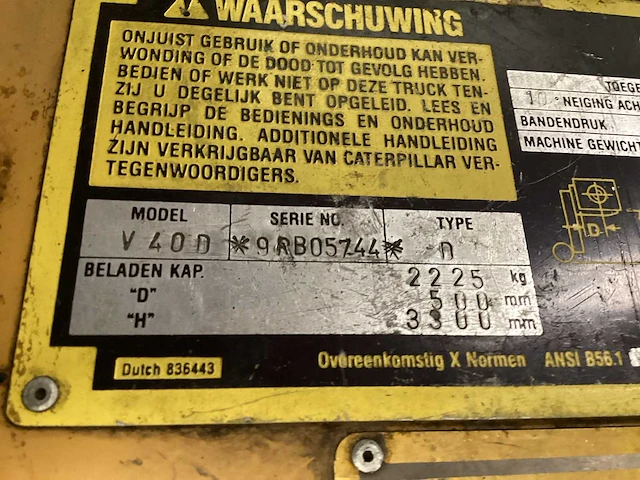 WAARSCHUWING
ONJUIST GEBRUIK OF ONDERHOUD KAN VER-
WONDING OF DE DOOD TOT GEVOLG HEBBEN.
BEDIEN OF WERK NIET OP DEZE TRUCK TEN-
ZIJ U DEGELIJK BENT OPGELEID. LEES EN
BEGRIJP DE BEDIENINGS EN ONDERHOUD
HANDLEIDING. ADDITIONELE HANDLEIDING
ZIJN VERKRIJGBAAR VAN CATERPILLAR VER-
TEGENWOORDIGERS.
TOEGE
10° NEIGING ACH
BANDENDRUK
MACHINE GEWICHT
D
MODEL SERIE NO. TYPE
V40D *9RB05744* D
BELADEN KAP. 2225 kg
"D" 500 mm
"H" 3300 mm
Dutch 836443
Overeenkomstig X Normen ANSI B56.1